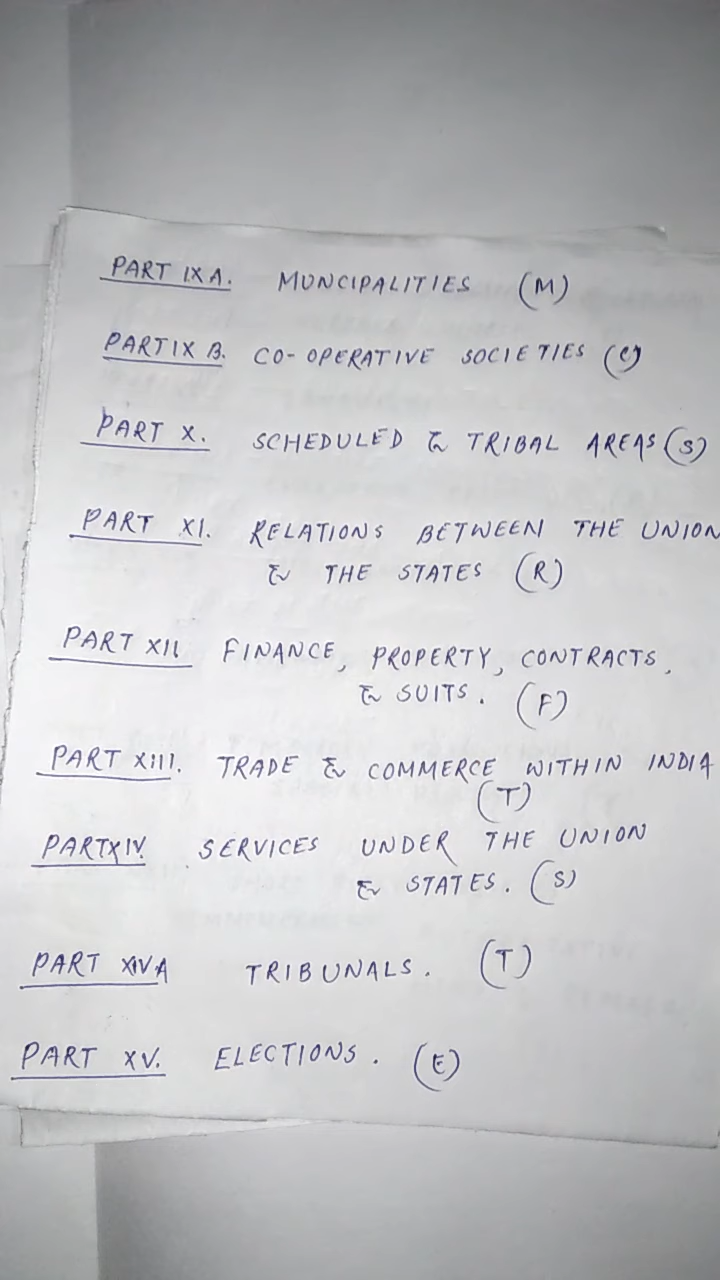 PART IX A. MUNCIPALITIES (M)
PART IX B. CO-OPERATIVE SOCIETIES (C)
PART X. SCHEDULED & TRIBAL AREAS (S)
PART XI. RELATIONS BETWEEN THE UNION
& THE STATES (R)
PART XII FINANCE, PROPERTY, CONTRACTS,
& SUITS. (F)
PART XIII. TRADE & COMMERCE WITHIN INDIA
(T)
PART XIV. SERVICES UNDER THE UNION
& STATES. (S)
PART XIV A TRIBUNALS. (T)
PART XV. ELECTIONS. (E)